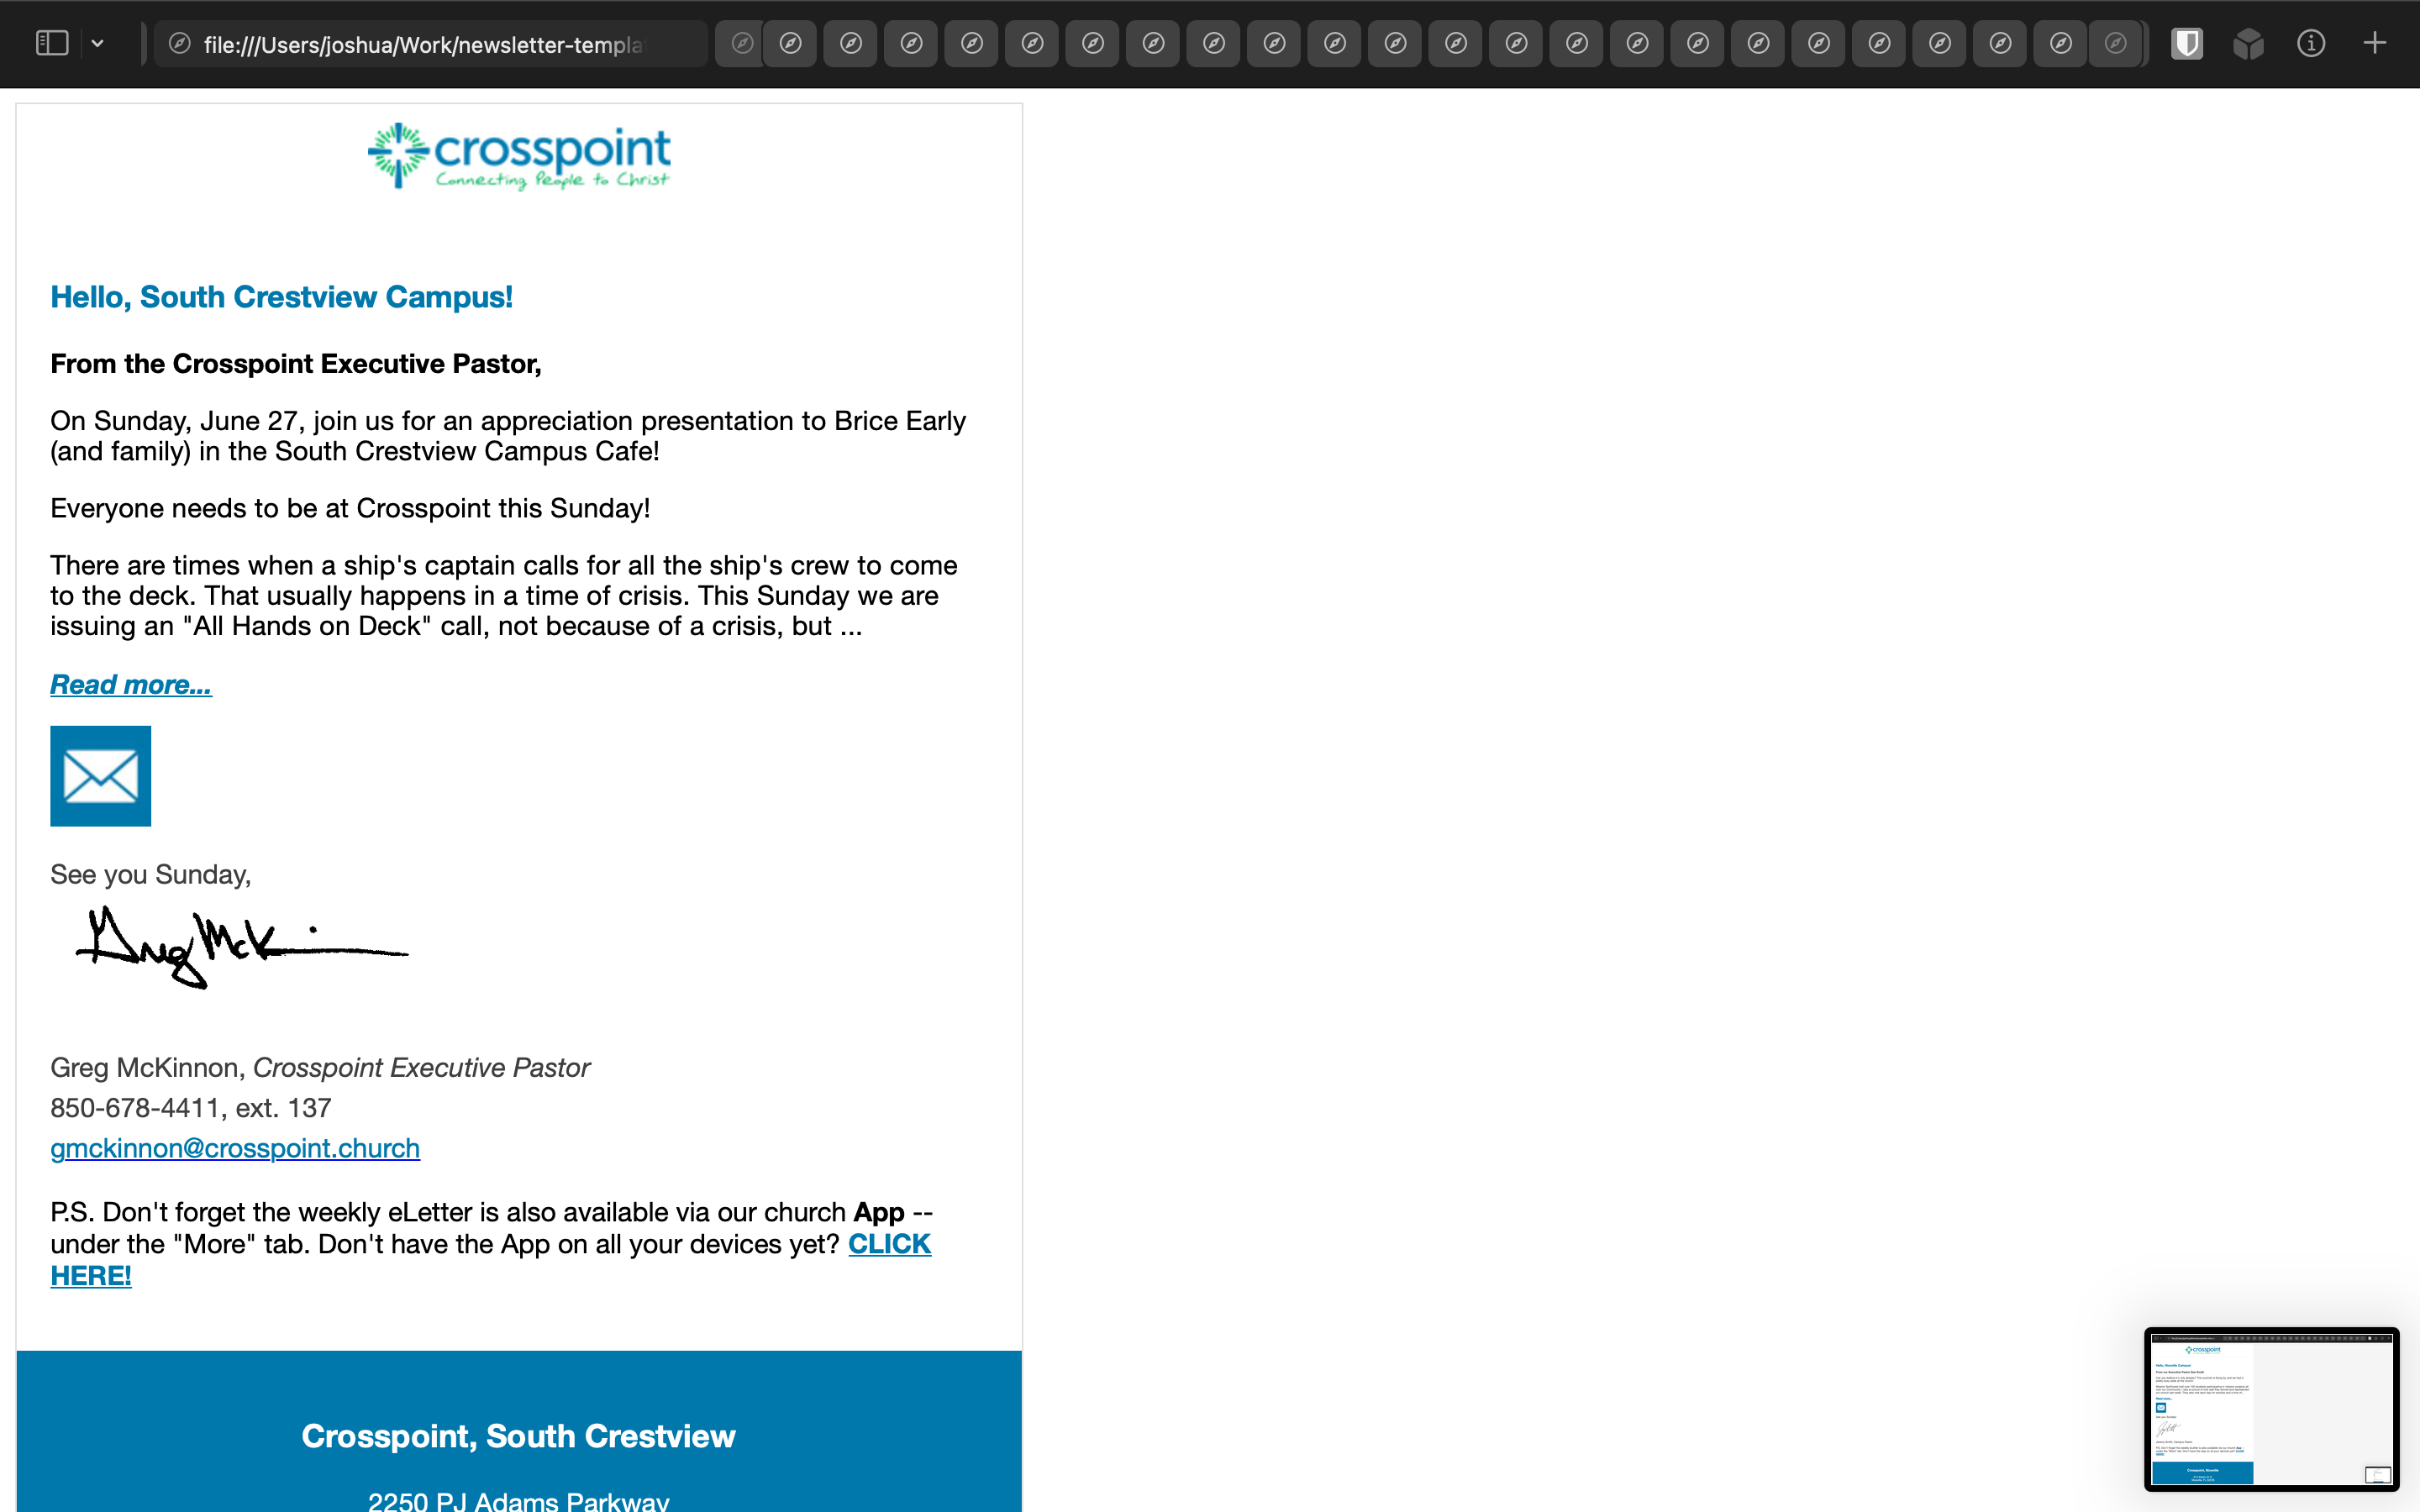 file:///Users/joshua/Work/newsletter-templa
crosspoint
Connecting People to Christ
Hello, South Crestview Campus!
From the Crosspoint Executive Pastor,
On Sunday, June 27, join us for an appreciation presentation to Brice Early
(and family) in the South Crestview Campus Cafe!
Everyone needs to be at Crosspoint this Sunday!
There are times when a ship's captain calls for all the ship's crew to come
to the deck. That usually happens in a time of crisis. This Sunday we are
issuing an "All Hands on Deck" call, not because of a crisis, but ...
Read more...
See you Sunday,
Greg McK
Greg McKinnon, Crosspoint Executive Pastor
850-678-4411, ext. 137
gmckinnon@crosspoint.church
P.S. Don't forget the weekly eLetter is also available via our church App --
under the "More" tab. Don't have the App on all your devices yet? CLICK
HERE!
Crosspoint, South Crestview
2250 PJ Adams Parkway
crosspoint